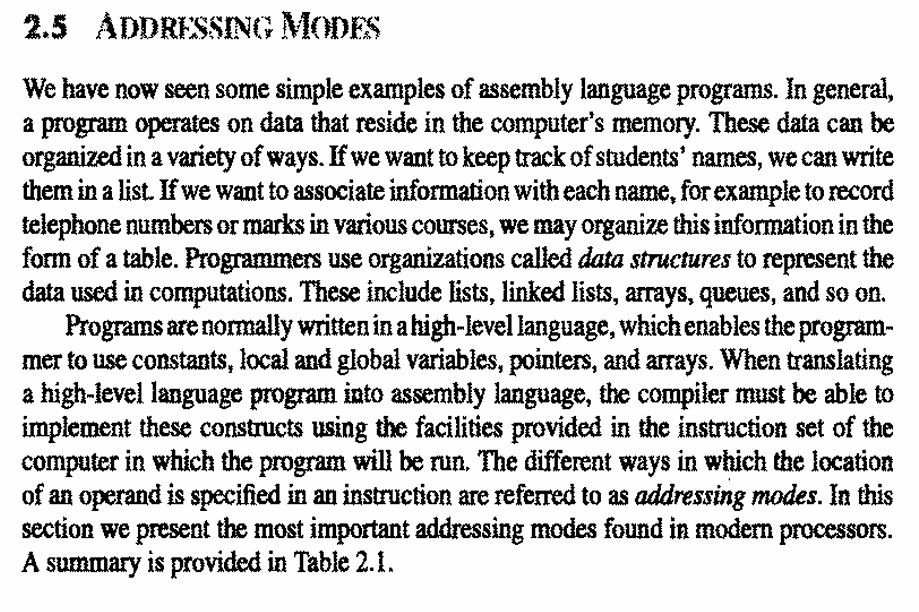 2.5 ADDRESSING MODES
We have now seen some simple examples of assembly language programs. In general,
a program operates on data that reside in the computer's memory. These data can be
organized in a variety of ways. If we want to keep track of students' names, we can write
them in a list. If we want to associate information with each name, for example to record
telephone numbers or marks in various courses, we may organize this information in the
form of a table. Programmers use organizations called data structures to represent the
data used in computations. These include lists, linked lists, arrays, queues, and so on.
Programs are normally written in a high-level language, which enables the program-
mer to use constants, local and global variables, pointers, and arrays. When translating
a high-level language program into assembly language, the compiler must be able to
implement these constructs using the facilities provided in the instruction set of the
computer in which the program will be run. The different ways in which the location
of an operand is specified in an instruction are referred to as addressing modes. In this
section we present the most important addressing modes found in modern processors.
A summary is provided in Table 2.1.